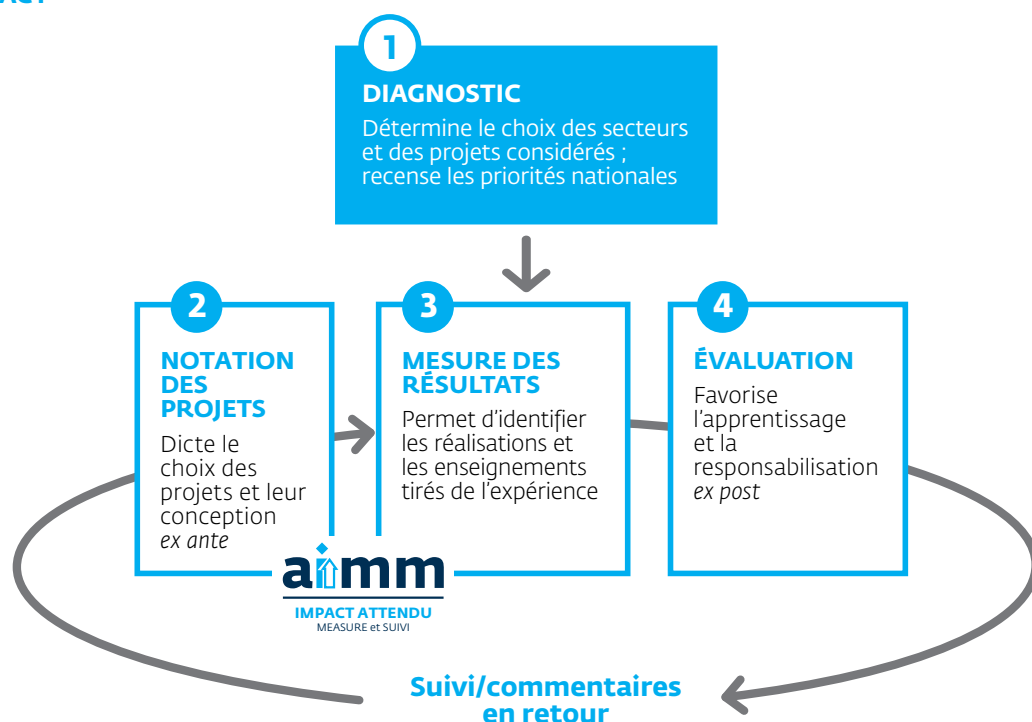 1
DIAGNOSTIC
Détermine le choix des secteurs
et des projets considérés ;
recense les priorités nationales
2
NOTATION
DES
PROJETS
Dicte le
choix des
projets et leur
conception
ex ante
3
MESURE DES
RÉSULTATS
Permet d'identifier
les réalisations et
les enseignements
tirés de l'expérience
4
ÉVALUATION
Favorise
l'apprentissage
et la
responsabilisation
ex post
aimm
IMPACT ATTENDU
MEASURE et SUIVI
Suivi/commentaires
en retour